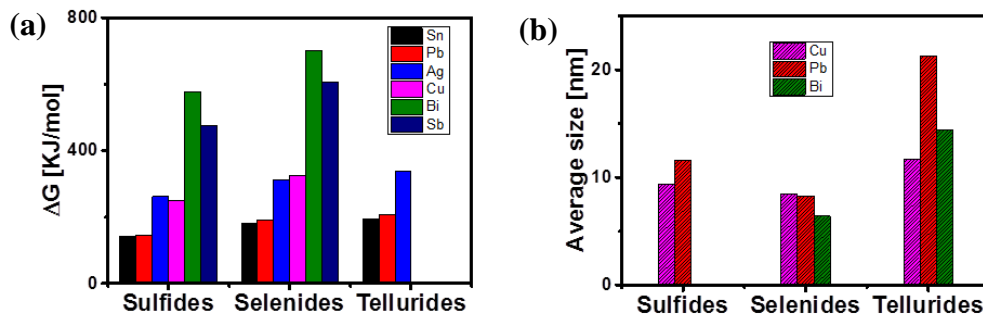 (a)
ΔG [KJ/mol]
800
400
0
Sn
Pb
Ag
Cu
Bi
Sb
Sulfides Selenides Tellurides
(b)
Average size [nm]
20
10
0
Cu
Pb
Bi
Sulfides Selenides Tellurides